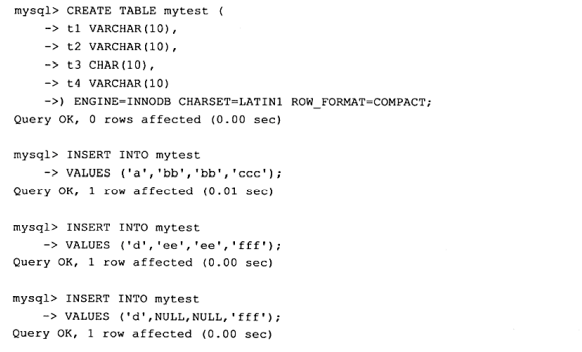 mysql> CREATE TABLE mytest (
    -> t1 VARCHAR(10),
    -> t2 VARCHAR(10),
    -> t3 CHAR(10),
    -> t4 VARCHAR(10)
    ->) ENGINE=INNODB CHARSET=LATIN1 ROW_FORMAT=COMPACT;
Query OK, 0 rows affected (0.00 sec)
mysql> INSERT INTO mytest
    -> VALUES ('a','bb','bb','ccc');
Query OK, 1 row affected (0.01 sec)
mysql> INSERT INTO mytest
    -> VALUES ('d','ee','ee','fff');
Query OK, 1 row affected (0.00 sec)
mysql> INSERT INTO mytest
    -> VALUES ('d',NULL,NULL,'fff');
Query OK, 1 row affected (0.00 sec)